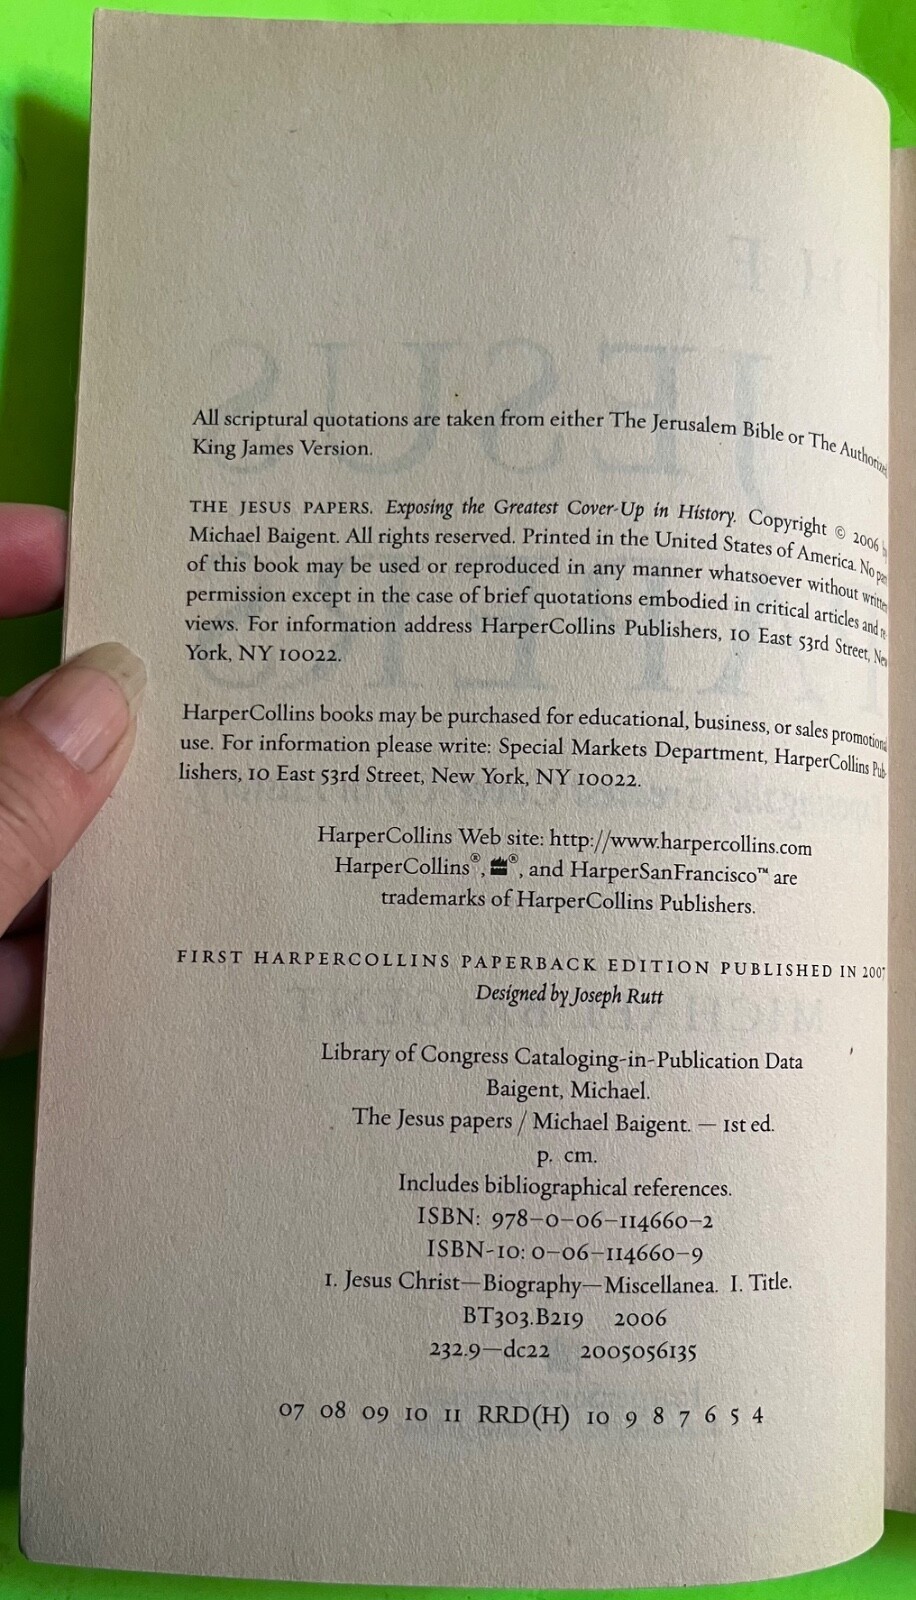 All scriptural quotations are taken from either The Jerusalem Bible or The Authorized
King James Version.
THE JESUS PAPERS. Exposing the Greatest Cover-Up in History. Copyright © 2006
Michael Baigent. All rights reserved. Printed in the United States of America. No part
of this book may be used or reproduced in any manner whatsoever without written
permission except in the case of brief quotations embodied in critical articles and re-
views. For information address HarperCollins Publishers, 10 East 53rd Street, New
York, NY 10022.
HarperCollins books may be purchased for educational, business, or sales promotional
use. For information please write: Special Markets Department, HarperCollins Pub-
lishers, 10 East 53rd Street, New York, NY 10022.
HarperCollins Web site: http://www.harpercollins.com
HarperCollins®, ®, and HarperSanFrancisco™ are
trademarks of HarperCollins Publishers.
FIRST HARPERCOLLINS PAPERBACK EDITION PUBLISHED IN 2007
Designed by Joseph Rutt
Library of Congress Cataloging-in-Publication Data
Baigent, Michael.
The Jesus papers / Michael Baigent. — 1st ed.
p. cm.
Includes bibliographical references.
ISBN: 978–0–06–114660–2
ISBN-10: 0–06–114660–9
1. Jesus Christ—Biography—Miscellanea. I. Title.
BT303.B219 2006
232.9—dc22 2005056135
07 08 09 10 11 RRD(H) 10 9 8 7 6 5 4